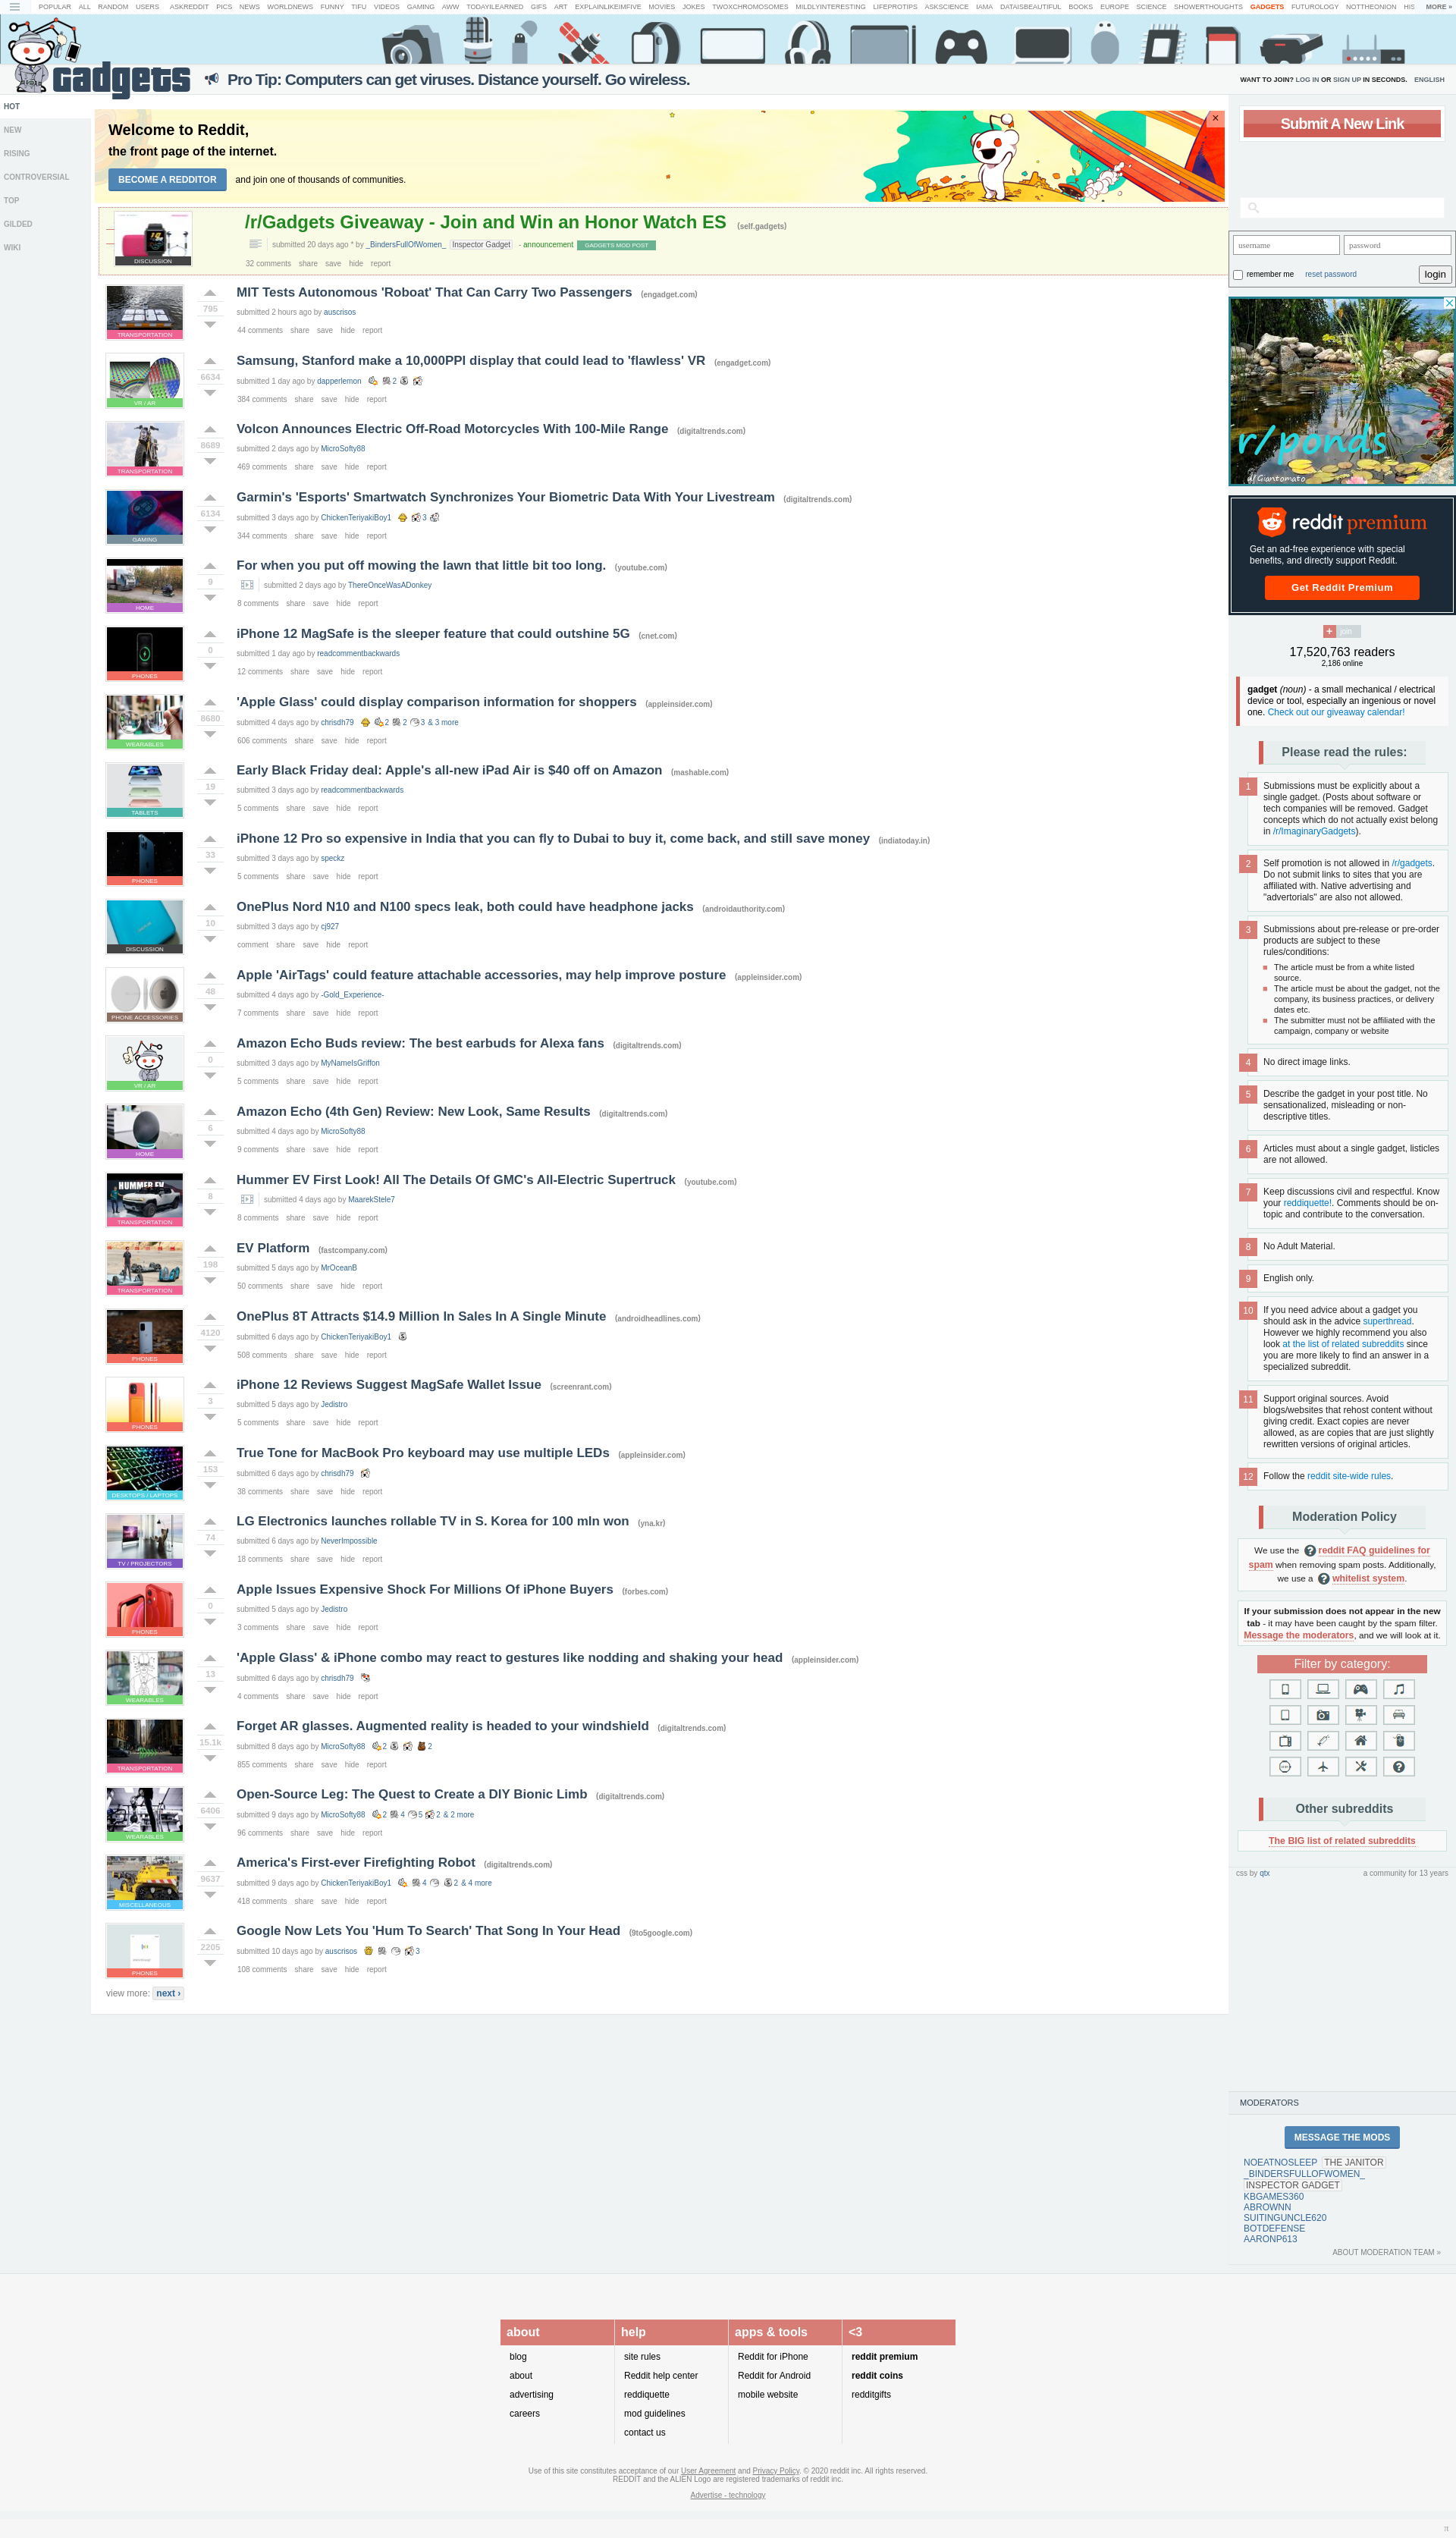 POPULAR ALL RANDOM USERS ASKREDDIT PICS NEWS WORLDNEWS FUNNY TIFU VIDEOS GAMING AWW TODAYILEARNED GIFS ART EXPLAINLIKEIMFIVE MOVIES JOKES TWOXCHROMOSOMES MILDLYINTERESTING LIFEPROTIPS ASKSCIENCE IAMA DATAISBEAUTIFUL BOOKS EUROPE SCIENCE SHOWERTHOUGHTS GADGETS FUTUROLOGY NOTTHEONION HIS MORE »
gadgets
Pro Tip: Computers can get viruses. Distance yourself. Go wireless.
WANT TO JOIN? LOG IN OR SIGN UP IN SECONDS. ENGLISH
HOT
NEW
RISING
CONTROVERSIAL
TOP
GILDED
WIKI
Welcome to Reddit,
the front page of the internet.
BECOME A REDDITOR and join one of thousands of communities.
×
/r/Gadgets Giveaway - Join and Win an Honor Watch ES (self.gadgets)
submitted 20 days ago * by _BindersFullOfWomen_ Inspector Gadget - announcement GADGETS MOD POST
DISCUSSION
32 comments share save hide report
MIT Tests Autonomous 'Roboat' That Can Carry Two Passengers (engadget.com)
795
submitted 2 hours ago by auscrisos
TRANSPORTATION
44 comments share save hide report
Samsung, Stanford make a 10,000PPI display that could lead to 'flawless' VR (engadget.com)
6634
submitted 1 day ago by dapperlemon 2
VR / AR
384 comments share save hide report
Volcon Announces Electric Off-Road Motorcycles With 100-Mile Range (digitaltrends.com)
8689
submitted 2 days ago by MicroSofty88
TRANSPORTATION
469 comments share save hide report
Garmin's 'Esports' Smartwatch Synchronizes Your Biometric Data With Your Livestream (digitaltrends.com)
6134
submitted 3 days ago by ChickenTeriyakiBoy1 3
GAMING
344 comments share save hide report
For when you put off mowing the lawn that little bit too long. (youtube.com)
9
submitted 2 days ago by ThereOnceWasADonkey
HOME
8 comments share save hide report
iPhone 12 MagSafe is the sleeper feature that could outshine 5G (cnet.com)
0
submitted 1 day ago by readcommentbackwards
PHONES
12 comments share save hide report
'Apple Glass' could display comparison information for shoppers (appleinsider.com)
8680
submitted 4 days ago by chrisdh79 2 2 3 & 3 more
WEARABLES
606 comments share save hide report
Early Black Friday deal: Apple's all-new iPad Air is $40 off on Amazon (mashable.com)
19
submitted 3 days ago by readcommentbackwards
TABLETS
5 comments share save hide report
iPhone 12 Pro so expensive in India that you can fly to Dubai to buy it, come back, and still save money (indiatoday.in)
33
submitted 3 days ago by speckz
PHONES
5 comments share save hide report
OnePlus Nord N10 and N100 specs leak, both could have headphone jacks (androidauthority.com)
10
submitted 3 days ago by cj927
DISCUSSION
comment share save hide report
Apple 'AirTags' could feature attachable accessories, may help improve posture (appleinsider.com)
48
submitted 4 days ago by -Gold_Experience-
PHONE ACCESSORIES
7 comments share save hide report
Amazon Echo Buds review: The best earbuds for Alexa fans (digitaltrends.com)
0
submitted 3 days ago by MyNameIsGriffon
VR / AR
5 comments share save hide report
Amazon Echo (4th Gen) Review: New Look, Same Results (digitaltrends.com)
6
submitted 4 days ago by MicroSofty88
HOME
9 comments share save hide report
Hummer EV First Look! All The Details Of GMC's All-Electric Supertruck (youtube.com)
HUMMER EV
8
submitted 4 days ago by MaarekStele7
TRANSPORTATION
8 comments share save hide report
EV Platform (fastcompany.com)
198
submitted 5 days ago by MrOceanB
TRANSPORTATION
50 comments share save hide report
OnePlus 8T Attracts $14.9 Million In Sales In A Single Minute (androidheadlines.com)
4120
submitted 6 days ago by ChickenTeriyakiBoy1
PHONES
508 comments share save hide report
iPhone 12 Reviews Suggest MagSafe Wallet Issue (screenrant.com)
3
submitted 5 days ago by Jedistro
PHONES
5 comments share save hide report
True Tone for MacBook Pro keyboard may use multiple LEDs (appleinsider.com)
153
submitted 6 days ago by chrisdh79
DESKTOPS / LAPTOPS
38 comments share save hide report
LG Electronics launches rollable TV in S. Korea for 100 mln won (yna.kr)
74
submitted 6 days ago by NeverImpossible
TV / PROJECTORS
18 comments share save hide report
Apple Issues Expensive Shock For Millions Of iPhone Buyers (forbes.com)
0
submitted 5 days ago by Jedistro
PHONES
3 comments share save hide report
'Apple Glass' & iPhone combo may react to gestures like nodding and shaking your head (appleinsider.com)
13
submitted 6 days ago by chrisdh79
WEARABLES
4 comments share save hide report
Forget AR glasses. Augmented reality is headed to your windshield (digitaltrends.com)
15.1k
submitted 8 days ago by MicroSofty88 2 2
TRANSPORTATION
855 comments share save hide report
Open-Source Leg: The Quest to Create a DIY Bionic Limb (digitaltrends.com)
6406
submitted 9 days ago by MicroSofty88 2 4 5 2 & 2 more
WEARABLES
96 comments share save hide report
America's First-ever Firefighting Robot (digitaltrends.com)
9637
submitted 9 days ago by ChickenTeriyakiBoy1 4 2 & 4 more
MISCELLANEOUS
418 comments share save hide report
Google Now Lets You 'Hum To Search' That Song In Your Head (9to5google.com)
2205
submitted 10 days ago by auscrisos 3
PHONES
108 comments share save hide report
view more: next ›
Submit A New Link
username password
remember me reset password login
r/ponds
u/Giantomato
reddit premium
Get an ad-free experience with special
benefits, and directly support Reddit.
Get Reddit Premium
+ join
17,520,763 readers
2,186 online
gadget (noun) - a small mechanical / electrical
device or tool, especially an ingenious or novel
one. Check out our giveaway calendar!
Please read the rules:
1 Submissions must be explicitly about a
single gadget. (Posts about software or
tech companies will be removed. Gadget
concepts which do not actually exist belong
in /r/ImaginaryGadgets).
2 Self promotion is not allowed in /r/gadgets.
Do not submit links to sites that you are
affiliated with. Native advertising and
"advertorials" are also not allowed.
3 Submissions about pre-release or pre-order
products are subject to these
rules/conditions:
The article must be from a white listed
source.
The article must be about the gadget, not the
company, its business practices, or delivery
dates etc.
The submitter must not be affiliated with the
campaign, company or website
4 No direct image links.
5 Describe the gadget in your post title. No
sensationalized, misleading or non-
descriptive titles.
6 Articles must about a single gadget, listicles
are not allowed.
7 Keep discussions civil and respectful. Know
your reddiquette!. Comments should be on-
topic and contribute to the conversation.
8 No Adult Material.
9 English only.
10 If you need advice about a gadget you
should ask in the advice superthread.
However we highly recommend you also
look at the list of related subreddits since
you are more likely to find an answer in a
specialized subreddit.
11 Support original sources. Avoid
blogs/websites that rehost content without
giving credit. Exact copies are never
allowed, as are copies that are just slightly
rewritten versions of original articles.
12 Follow the reddit site-wide rules.
Moderation Policy
We use the reddit FAQ guidelines for
spam when removing spam posts. Additionally,
we use a whitelist system.
If your submission does not appear in the new
tab - it may have been caught by the spam filter.
Message the moderators, and we will look at it.
Filter by category:
Other subreddits
The BIG list of related subreddits
css by qtx a community for 13 years
MODERATORS
MESSAGE THE MODS
NOEATNOSLEEP THE JANITOR
_BINDERSFULLOFWOMEN_
INSPECTOR GADGET
KBGAMES360
ABROWNN
SUITINGUNCLE620
BOTDEFENSE
AARONP613
ABOUT MODERATION TEAM »
about help apps & tools <3
blog site rules Reddit for iPhone reddit premium
about Reddit help center Reddit for Android reddit coins
advertising reddiquette mobile website redditgifts
careers mod guidelines
contact us
Use of this site constitutes acceptance of our User Agreement and Privacy Policy. © 2020 reddit inc. All rights reserved.
REDDIT and the ALIEN Logo are registered trademarks of reddit inc.
Advertise - technology
π